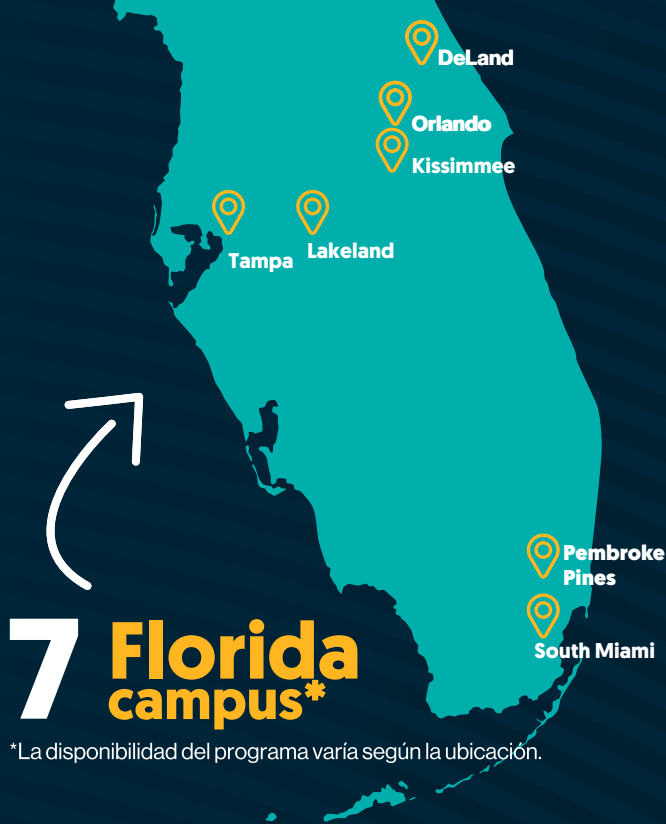 DeLand
Orlando
Kissimmee
Tampa
Lakeland
Pembroke
Pines
South Miami
7 Florida
campus*
*La disponibilidad del programa varía según la ubicación.